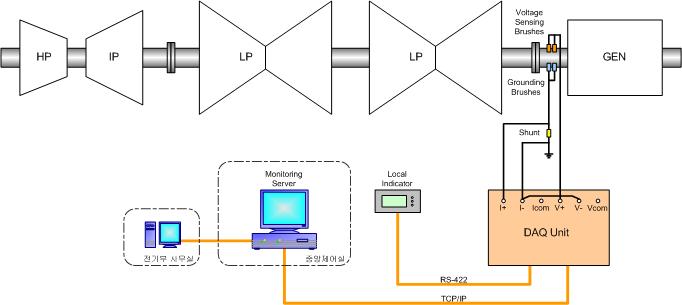 Voltage
Sensing
Brushes
HP
IP
LP
LP
GEN
Grounding
Brushes
Shunt
Monitoring
Server
Local
Indicator
I+
I-
Icom
V+
V-
Vcom
DAQ Unit
전기부 사무실
중앙제어실
RS-422
TCP/IP